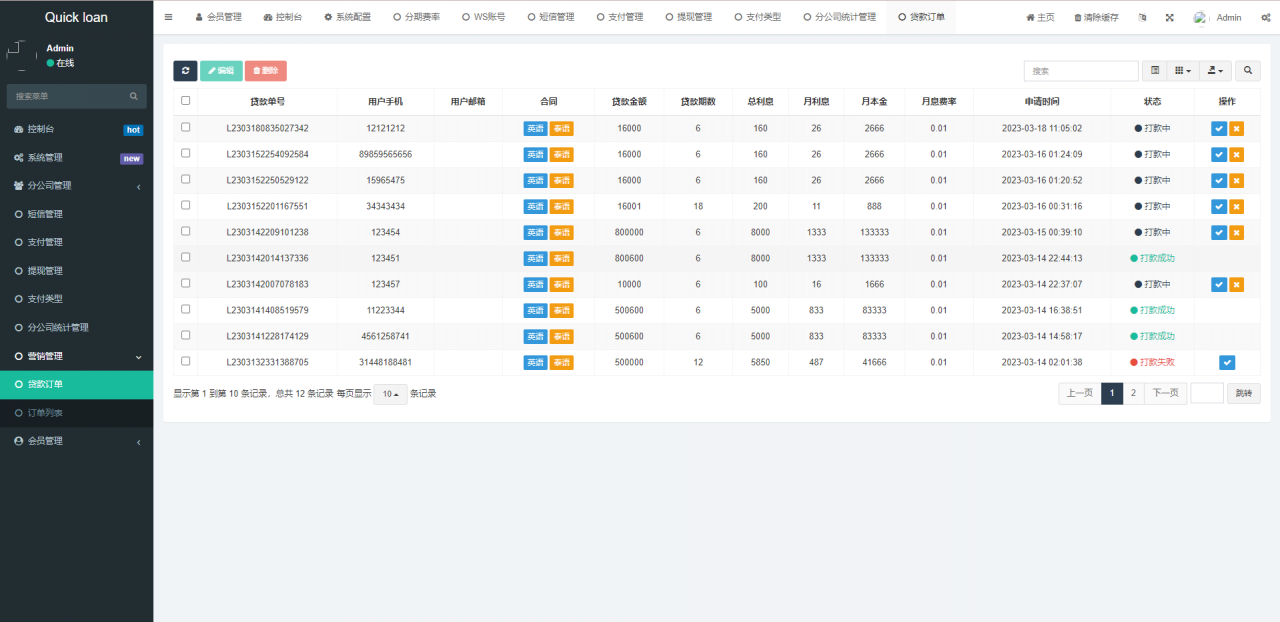 Quick loan
会员管理 控制台 系统配置 分期费率 WS账号 短信管理 支付管理 提现管理 支付类型 分公司统计管理 贷款订单 主页 清除缓存 Admin
Admin
在线
搜索菜单
控制台 hot
系统管理 new
分公司管理
短信管理
支付管理
提现管理
支付类型
分公司统计管理
营销管理
贷款订单
订单列表
会员管理
编辑 删除 搜索
贷款单号 用户手机 用户邮箱 合同 贷款金额 贷款期数 总利息 月利息 月本金 月息费率 申请时间 状态 操作
L2303180835027342 12121212 英语 泰语 16000 6 160 26 2666 0.01 2023-03-18 11:05:02 打款中
L2303152254092584 89859565656 英语 泰语 16000 6 160 26 2666 0.01 2023-03-16 01:24:09 打款中
L2303152250529122 15965475 英语 泰语 16000 6 160 26 2666 0.01 2023-03-16 01:20:52 打款中
L2303152201167551 34343434 英语 泰语 16001 18 200 11 888 0.01 2023-03-16 00:31:16 打款中
L2303142209101238 123454 英语 泰语 800000 6 8000 1333 133333 0.01 2023-03-15 00:39:10 打款中
L2303142014137336 123451 英语 泰语 800600 6 8000 1333 133333 0.01 2023-03-14 22:44:13 打款成功
L2303142007078183 123457 英语 泰语 10000 6 100 16 1666 0.01 2023-03-14 22:37:07 打款中
L2303141408519579 11223344 英语 泰语 500600 6 5000 833 83333 0.01 2023-03-14 16:38:51 打款成功
L2303141228174129 4561258741 英语 泰语 500600 6 5000 833 83333 0.01 2023-03-14 14:58:17 打款成功
L2303132331388705 31448188481 英语 泰语 500000 12 5850 487 41666 0.01 2023-03-14 02:01:38 打款失败
显示第 1 到第 10 条记录，总共 12 条记录 每页显示 10 条记录 上一页 1 2 下一页 跳转